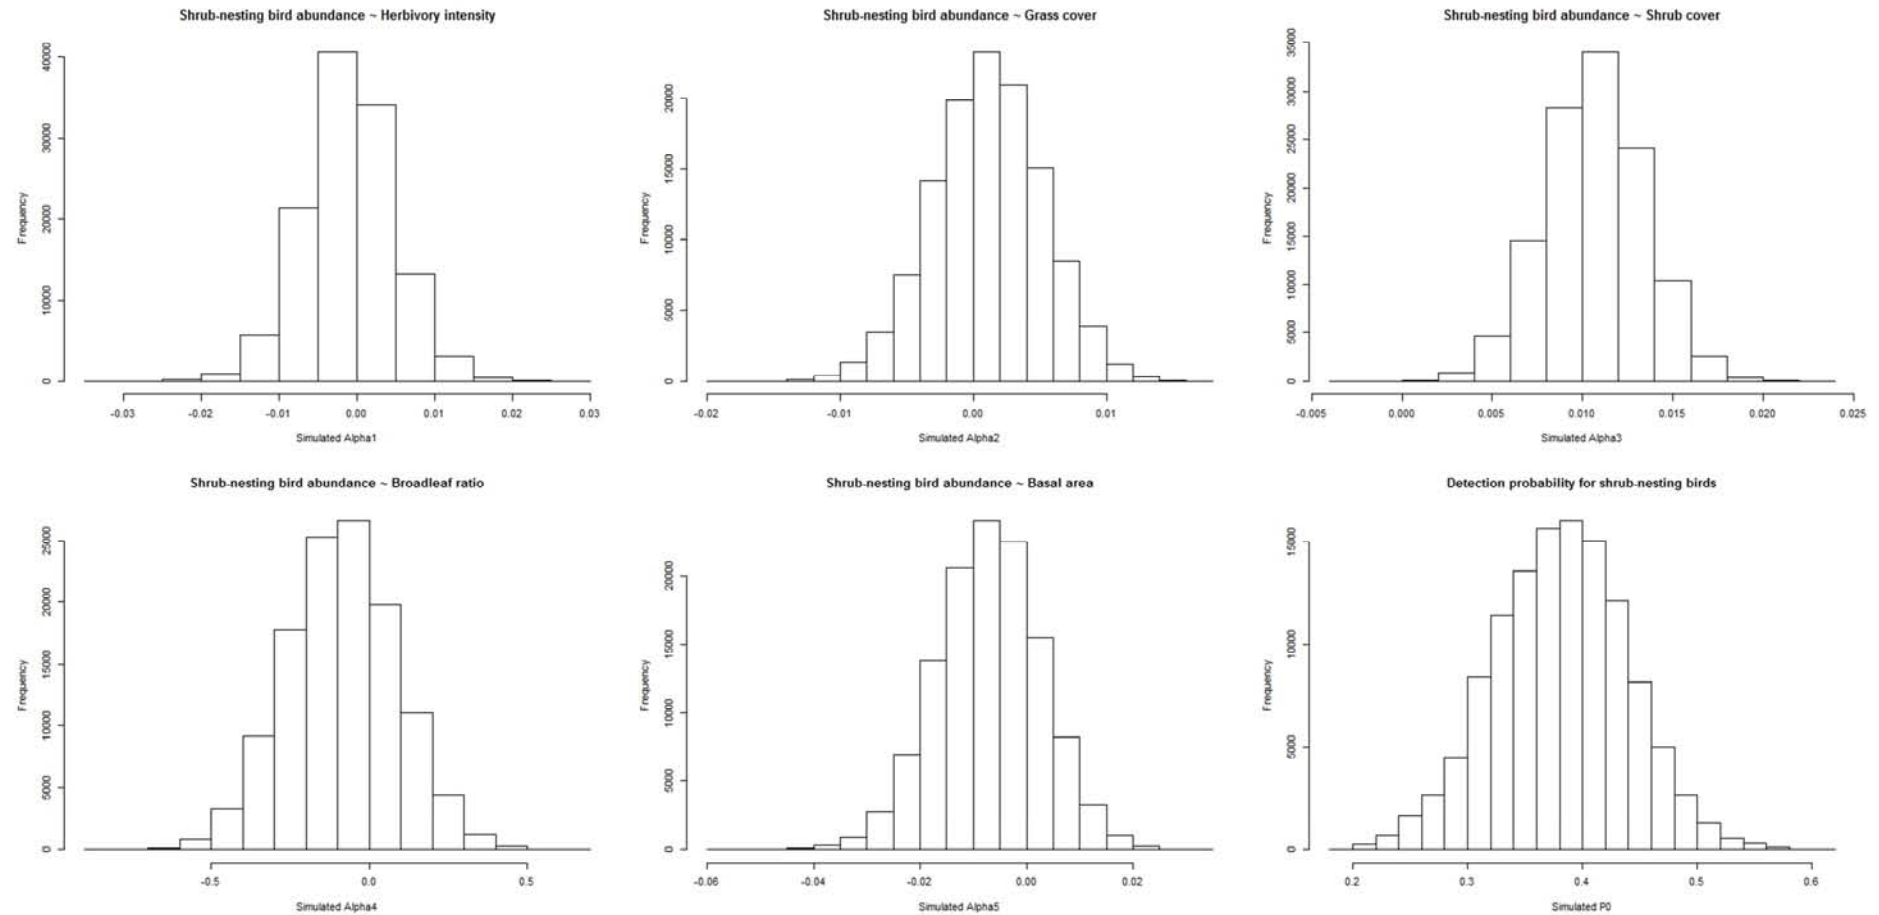 Shrub-nesting bird abundance ~ Herbivory intensity
Frequency
0 10000 20000 30000 40000
-0.03 -0.02 -0.01 0.00 0.01 0.02 0.03
Simulated Alpha1
Shrub-nesting bird abundance ~ Grass cover
Frequency
0 5000 10000 15000 20000
-0.02 -0.01 0.00 0.01
Simulated Alpha2
Shrub-nesting bird abundance ~ Shrub cover
Frequency
0 5000 10000 15000 20000 25000 30000 35000
-0.005 0.000 0.005 0.010 0.015 0.020 0.025
Simulated Alpha3
Shrub-nesting bird abundance ~ Broadleaf ratio
Frequency
0 5000 10000 15000 20000 25000
-0.5 0.0 0.5
Simulated Alpha4
Shrub-nesting bird abundance ~ Basal area
Frequency
0 5000 10000 15000 20000
-0.06 -0.04 -0.02 0.00 0.02
Simulated Alpha5
Detection probability for shrub-nesting birds
Frequency
0 5000 10000 15000
0.2 0.3 0.4 0.5 0.6
Simulated P0